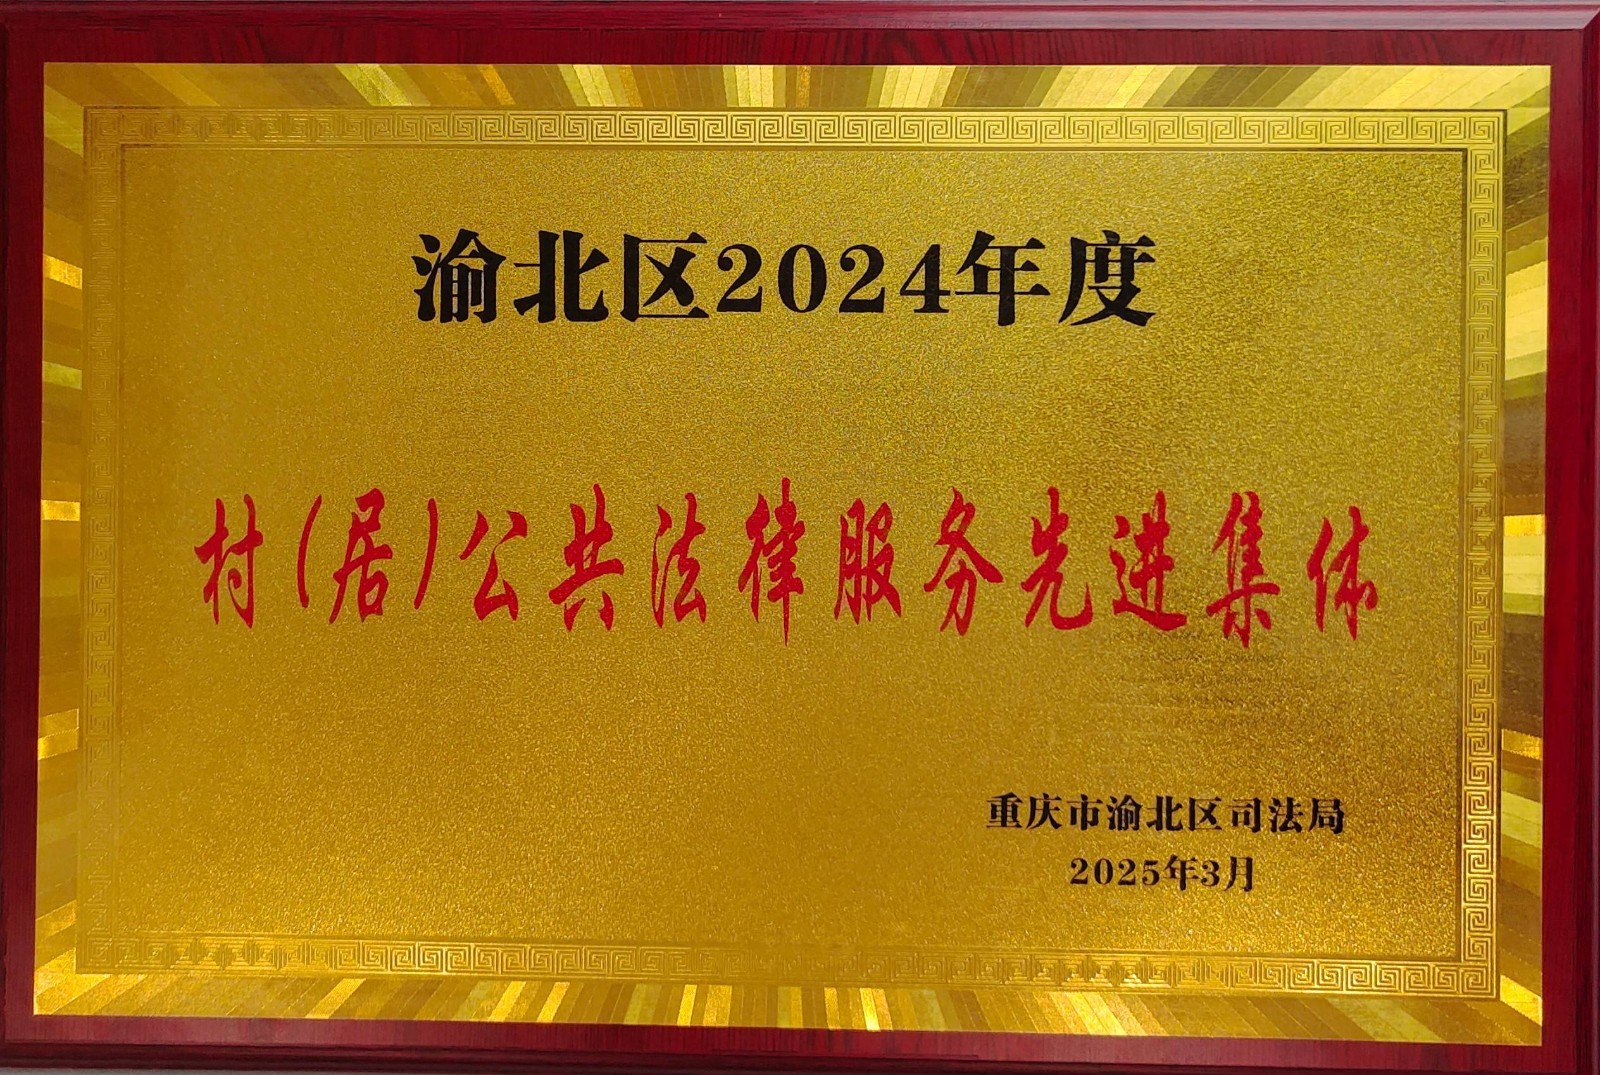 渝北区2024年度
村(居)公共法律服务先进集体
重庆市渝北区司法局
2025年3月